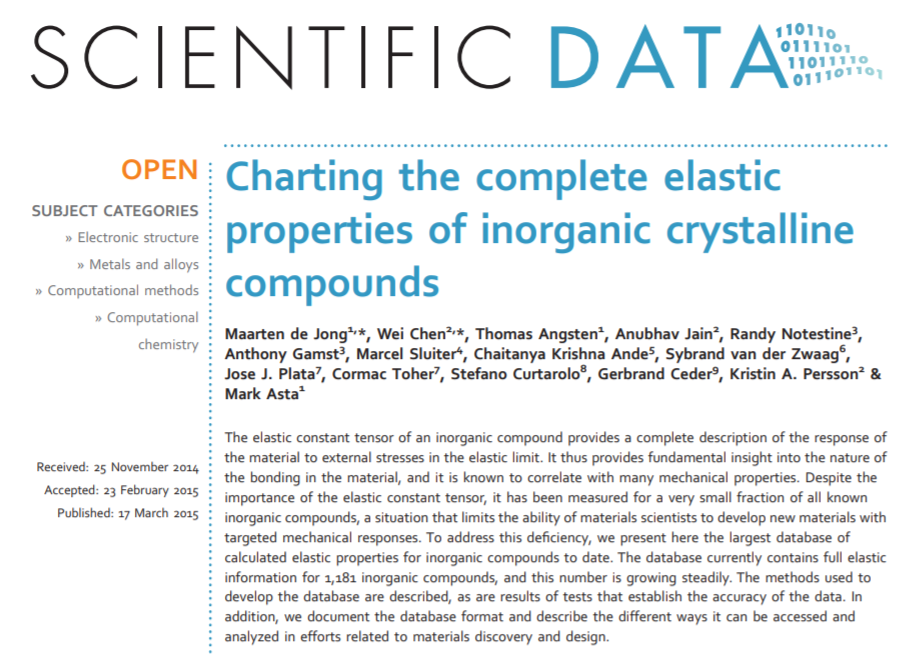 SCIENTIFIC DATA
110110
0111101
11011110
011101101
OPEN
SUBJECT CATEGORIES
» Electronic structure
» Metals and alloys
» Computational methods
» Computational
chemistry
Received: 25 November 2014
Accepted: 23 February 2015
Published: 17 March 2015
Charting the complete elastic
properties of inorganic crystalline
compounds
Maarten de Jong¹,*, Wei Chen²,*, Thomas Angsten¹, Anubhav Jain², Randy Notestine³,
Anthony Gamst³, Marcel Sluiter⁴, Chaitanya Krishna Ande⁵, Sybrand van der Zwaag⁶,
Jose J. Plata⁷, Cormac Toher⁷, Stefano Curtarolo⁸, Gerbrand Ceder⁹, Kristin A. Persson² &
Mark Asta¹
The elastic constant tensor of an inorganic compound provides a complete description of the response of
the material to external stresses in the elastic limit. It thus provides fundamental insight into the nature of
the bonding in the material, and it is known to correlate with many mechanical properties. Despite the
importance of the elastic constant tensor, it has been measured for a very small fraction of all known
inorganic compounds, a situation that limits the ability of materials scientists to develop new materials with
targeted mechanical responses. To address this deficiency, we present here the largest database of
calculated elastic properties for inorganic compounds to date. The database currently contains full elastic
information for 1,181 inorganic compounds, and this number is growing steadily. The methods used to
develop the database are described, as are results of tests that establish the accuracy of the data. In
addition, we document the database format and describe the different ways it can be accessed and
analyzed in efforts related to materials discovery and design.